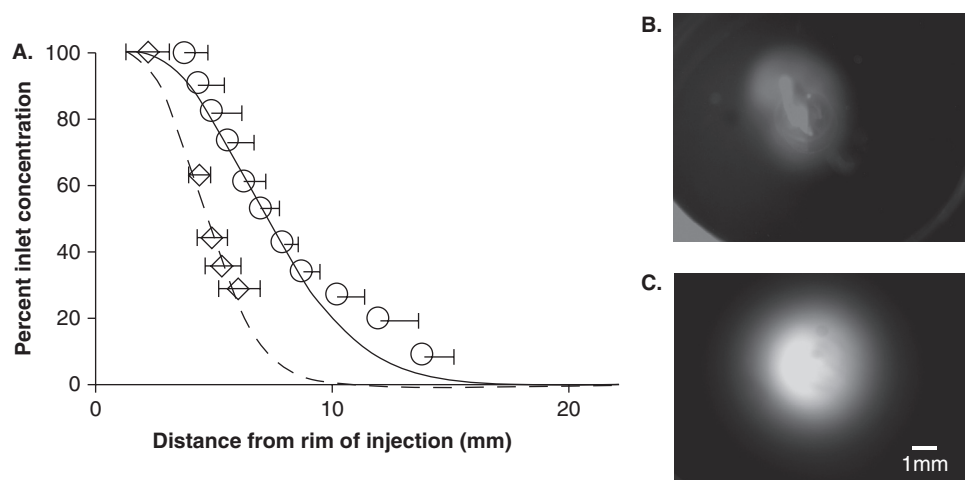 A.
Percent inlet concentration
100
80
60
40
20
0
0 10 20
Distance from rim of injection (mm)
B.
C.
1mm